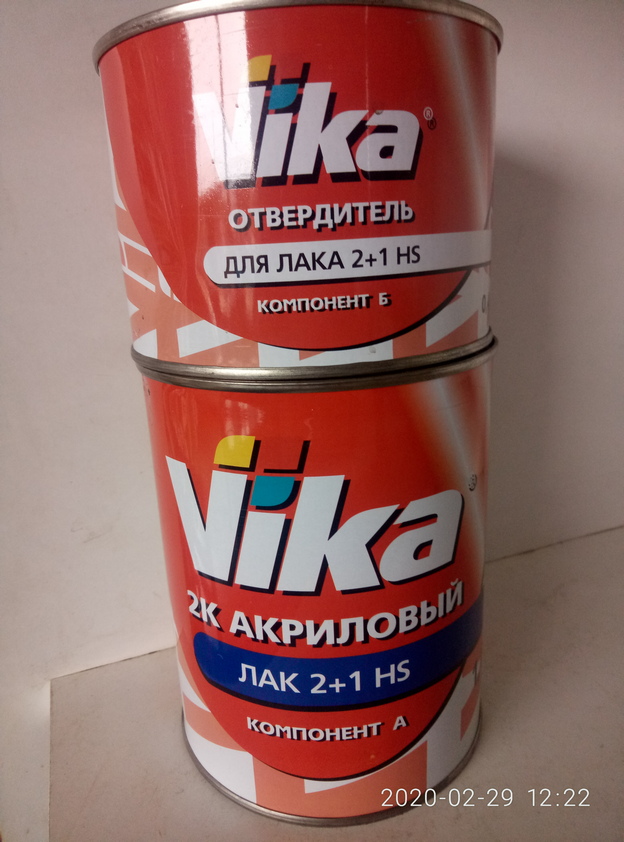 Vika®
ОТВЕРДИТЕЛЬ
ДЛЯ ЛАКА 2+1 HS
КОМПОНЕНТ Б
Vika®
2К АКРИЛОВЫЙ
ЛАК 2+1 HS
КОМПОНЕНТ А
2020-02-29 12:22